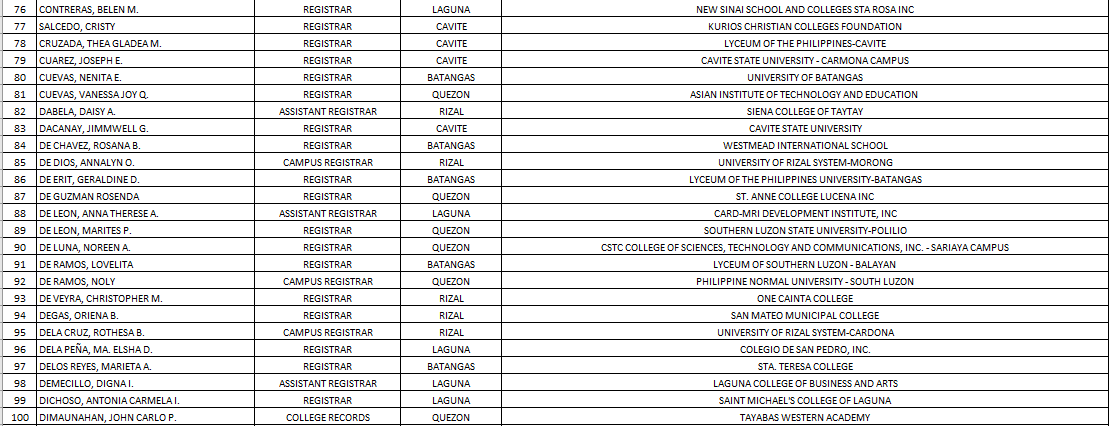 76 CONTRERAS, BELEN M. REGISTRAR LAGUNA NEW SINAI SCHOOL AND COLLEGES STA ROSA INC
77 SALCEDO, CRISTY REGISTRAR CAVITE KURIOS CHRISTIAN COLLEGES FOUNDATION
78 CRUZADA, THEA GLADEA M. REGISTRAR CAVITE LYCEUM OF THE PHILIPPINES-CAVITE
79 CUAREZ, JOSEPH E. REGISTRAR CAVITE CAVITE STATE UNIVERSITY - CARMONA CAMPUS
80 CUEVAS, NENITA E. REGISTRAR BATANGAS UNIVERSITY OF BATANGAS
81 CUEVAS, VANESSA JOY Q. REGISTRAR QUEZON ASIAN INSTITUTE OF TECHNOLOGY AND EDUCATION
82 DABELA, DAISY A. ASSISTANT REGISTRAR RIZAL SIENA COLLEGE OF TAYTAY
83 DACANAY, JIMMWELL G. REGISTRAR CAVITE CAVITE STATE UNIVERSITY
84 DE CHAVEZ, ROSANA B. REGISTRAR BATANGAS WESTMEAD INTERNATIONAL SCHOOL
85 DE DIOS, ANNALYN O. CAMPUS REGISTRAR RIZAL UNIVERSITY OF RIZAL SYSTEM-MORONG
86 DE ERIT, GERALDINE D. REGISTRAR BATANGAS LYCEUM OF THE PHILIPPINES UNIVERSITY-BATANGAS
87 DE GUZMAN ROSENDA REGISTRAR QUEZON ST. ANNE COLLEGE LUCENA INC
88 DE LEON, ANNA THERESE A. ASSISTANT REGISTRAR LAGUNA CARD-MRI DEVELOPMENT INSTITUTE, INC
89 DE LEON, MARITES P. REGISTRAR QUEZON SOUTHERN LUZON STATE UNIVERSITY-POLILIO
90 DE LUNA, NOREEN A. REGISTRAR QUEZON CSTC COLLEGE OF SCIENCES, TECHNOLOGY AND COMMUNICATIONS, INC. - SARIAYA CAMPUS
91 DE RAMOS, LOVELITA REGISTRAR BATANGAS LYCEUM OF SOUTHERN LUZON - BALAYAN
92 DE RAMOS, NOLY CAMPUS REGISTRAR QUEZON PHILIPPINE NORMAL UNIVERSITY - SOUTH LUZON
93 DE VEYRA, CHRISTOPHER M. REGISTRAR RIZAL ONE CAINTA COLLEGE
94 DEGAS, ORIENA B. REGISTRAR RIZAL SAN MATEO MUNICIPAL COLLEGE
95 DELA CRUZ, ROTHESA B. CAMPUS REGISTRAR RIZAL UNIVERSITY OF RIZAL SYSTEM-CARDONA
96 DELA PEÑA, MA. ELSHA D. REGISTRAR LAGUNA COLEGIO DE SAN PEDRO, INC.
97 DELOS REYES, MARIETA A. REGISTRAR BATANGAS STA. TERESA COLLEGE
98 DEMECILLO, DIGNA I. ASSISTANT REGISTRAR LAGUNA LAGUNA COLLEGE OF BUSINESS AND ARTS
99 DICHOSO, ANTONIA CARMELA I. REGISTRAR LAGUNA SAINT MICHAEL'S COLLEGE OF LAGUNA
100 DIMAUNAHAN, JOHN CARLO P. COLLEGE RECORDS QUEZON TAYABAS WESTERN ACADEMY